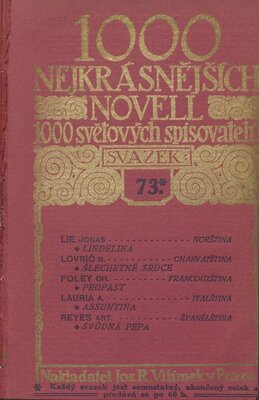 1000
NEJKRÁSNĚJŠÍCH
NOVELL
1000 světových spisovatelů
SVAZEK:
73.
LIE JONAS - NORŠTINA
LINDELINA
LOVRIĆ B. - CHARVATŠTINA
ŠLECHETNÉ SRDCE
FOLEY CH. - FRANCOUZŠTINA
PROPAST
LAURIA A. - ITALŠTINA
ASSUNTINA
REYES ART. - ŠPANĚLŠTINA
SVŮDNÁ PEPA
Nakladatel Jos. R. Vilímek v Praze
Každý svazek jest samostatný, ukončený celek a
prodává se po 60 h.